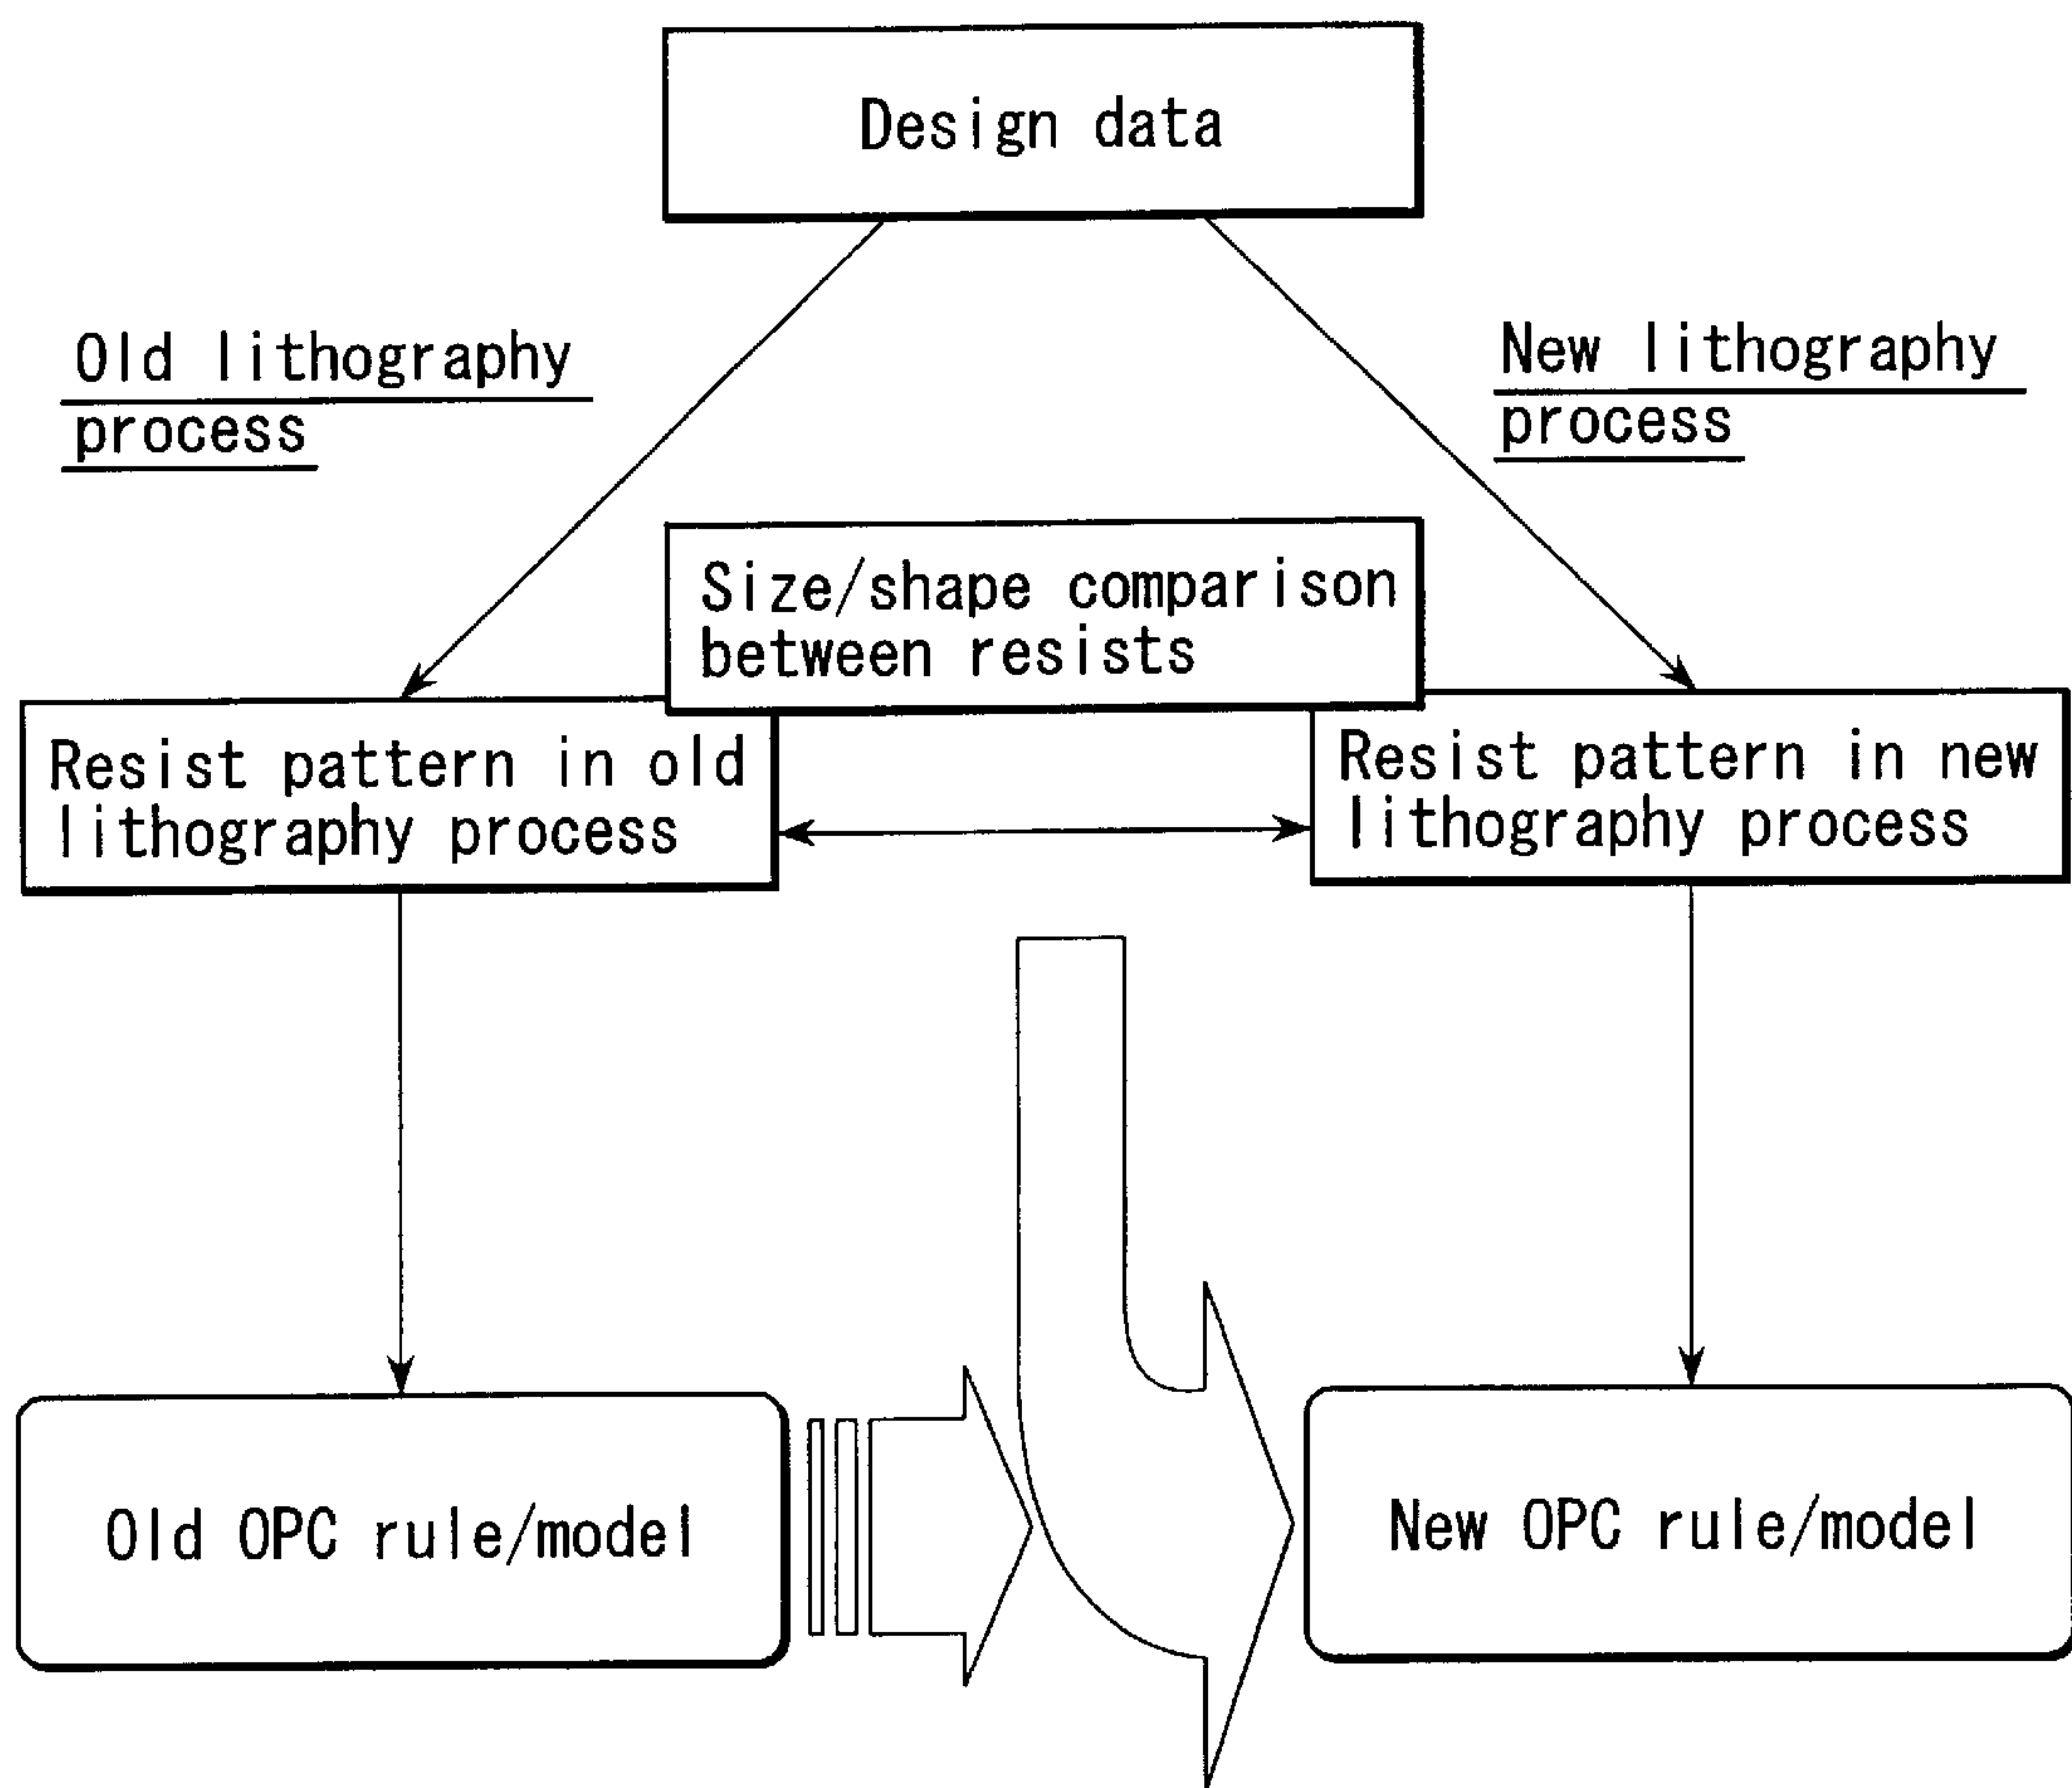 Design data
Old lithography
process
New lithography
process
Size/shape comparison
between resists
Resist pattern in old
lithography process
Resist pattern in new
lithography process
Old OPC rule/model
New OPC rule/model